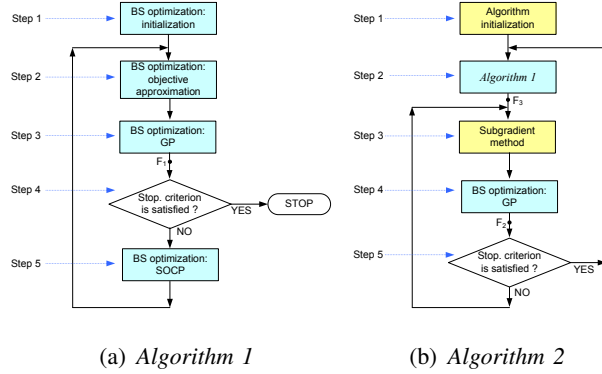 Step 1
BS optimization:
initialization
Step 2
BS optimization:
objective
approximation
Step 3
BS optimization:
GP
F1
Step 4
Stop. criterion
is satisfied ?
YES
STOP
NO
Step 5
BS optimization:
SOCP
(a) Algorithm 1
Step 1
Algorithm
initialization
Step 2
Algorithm 1
F3
Step 3
Subgradient
method
Step 4
BS optimization:
GP
F2
Step 5
Stop. criterion
is satisfied ?
YES
NO
(b) Algorithm 2